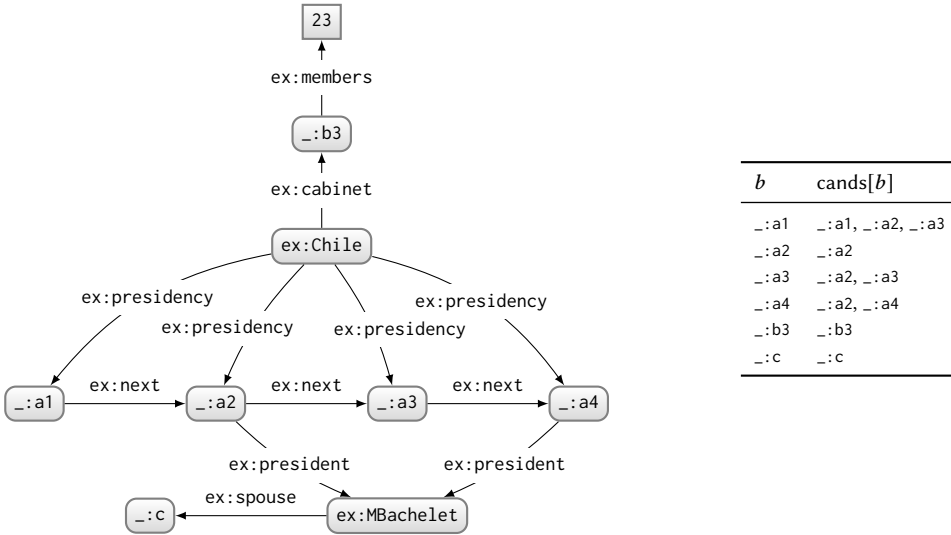 23
ex:members
_:b3
ex:cabinet
ex:Chile
ex:presidency
ex:presidency
ex:presidency
ex:presidency
ex:next
ex:next
ex:next
_:a1
_:a2
_:a3
_:a4
ex:president
ex:president
ex:spouse
_:c
ex:MBachelet
b cands[b]
_:a1 _:a1, _:a2, _:a3
_:a2 _:a2
_:a3 _:a2, _:a3
_:a4 _:a2, _:a4
_:b3 _:b3
_:c _:c